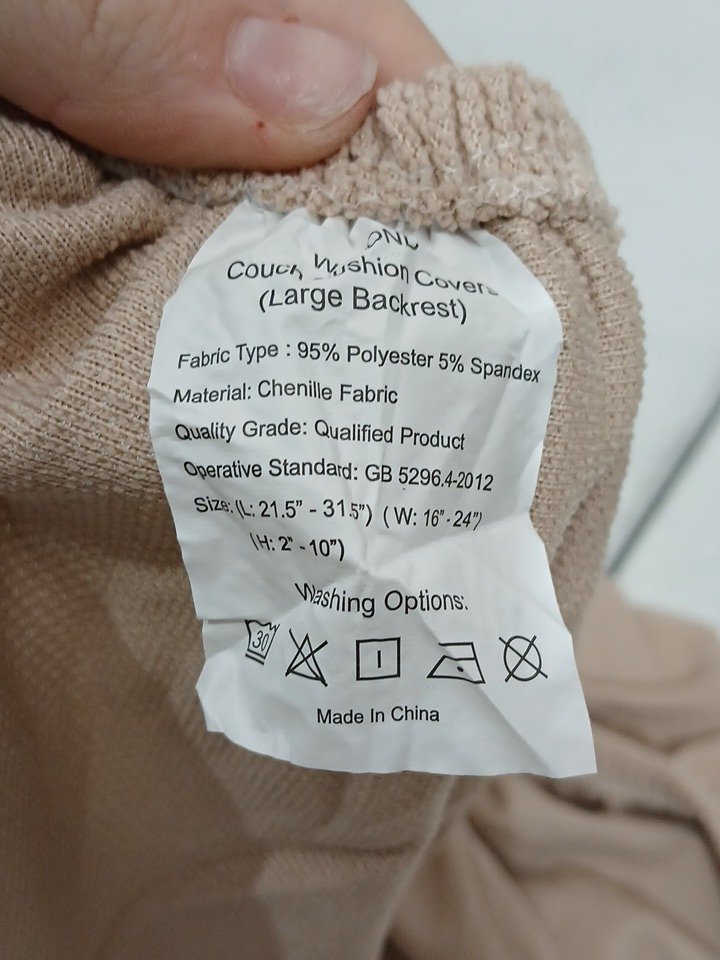 Couch Cushion Covers
(Large Backrest)
Fabric Type : 95% Polyester 5% Spandex
Material: Chenille Fabric
Quality Grade: Qualified Product
Operative Standard: GB 5296.4-2012
Size: (L: 21.5” - 31.5”) ( W: 16” - 24”)
(H: 2” - 10”)
Washing Options:
30
Made In China